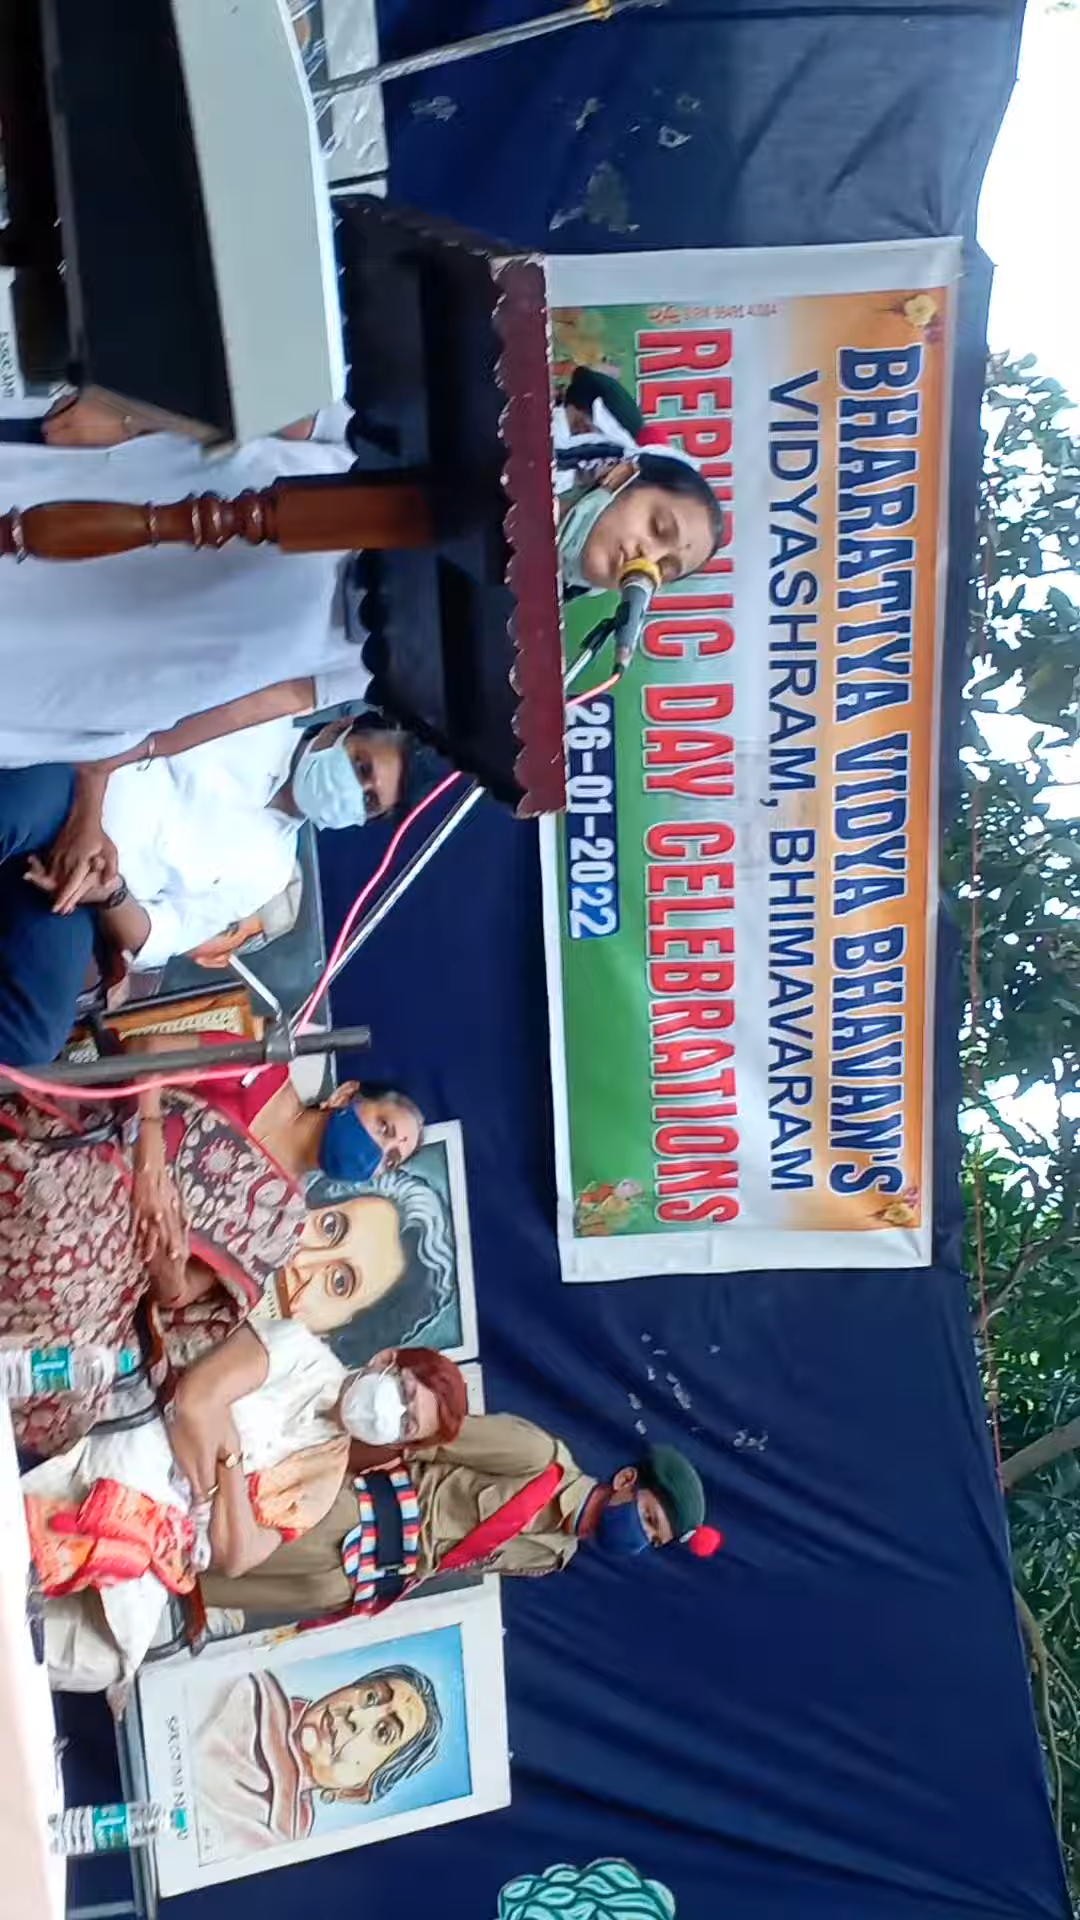 BHARATIYA VIDYA BHAVAN'S
VIDYASHRAM, BHIMAVARAM
REPUBLIC DAY CELEBRATIONS
26-01-2022